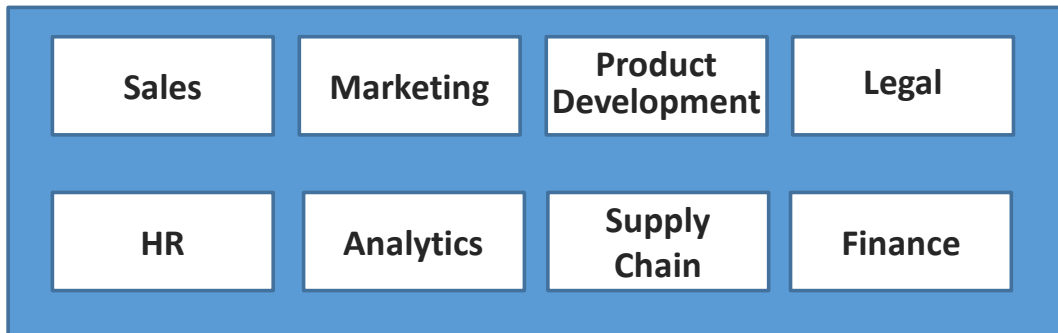 Sales
Marketing
Product
Development
Legal
HR
Analytics
Supply
Chain
Finance